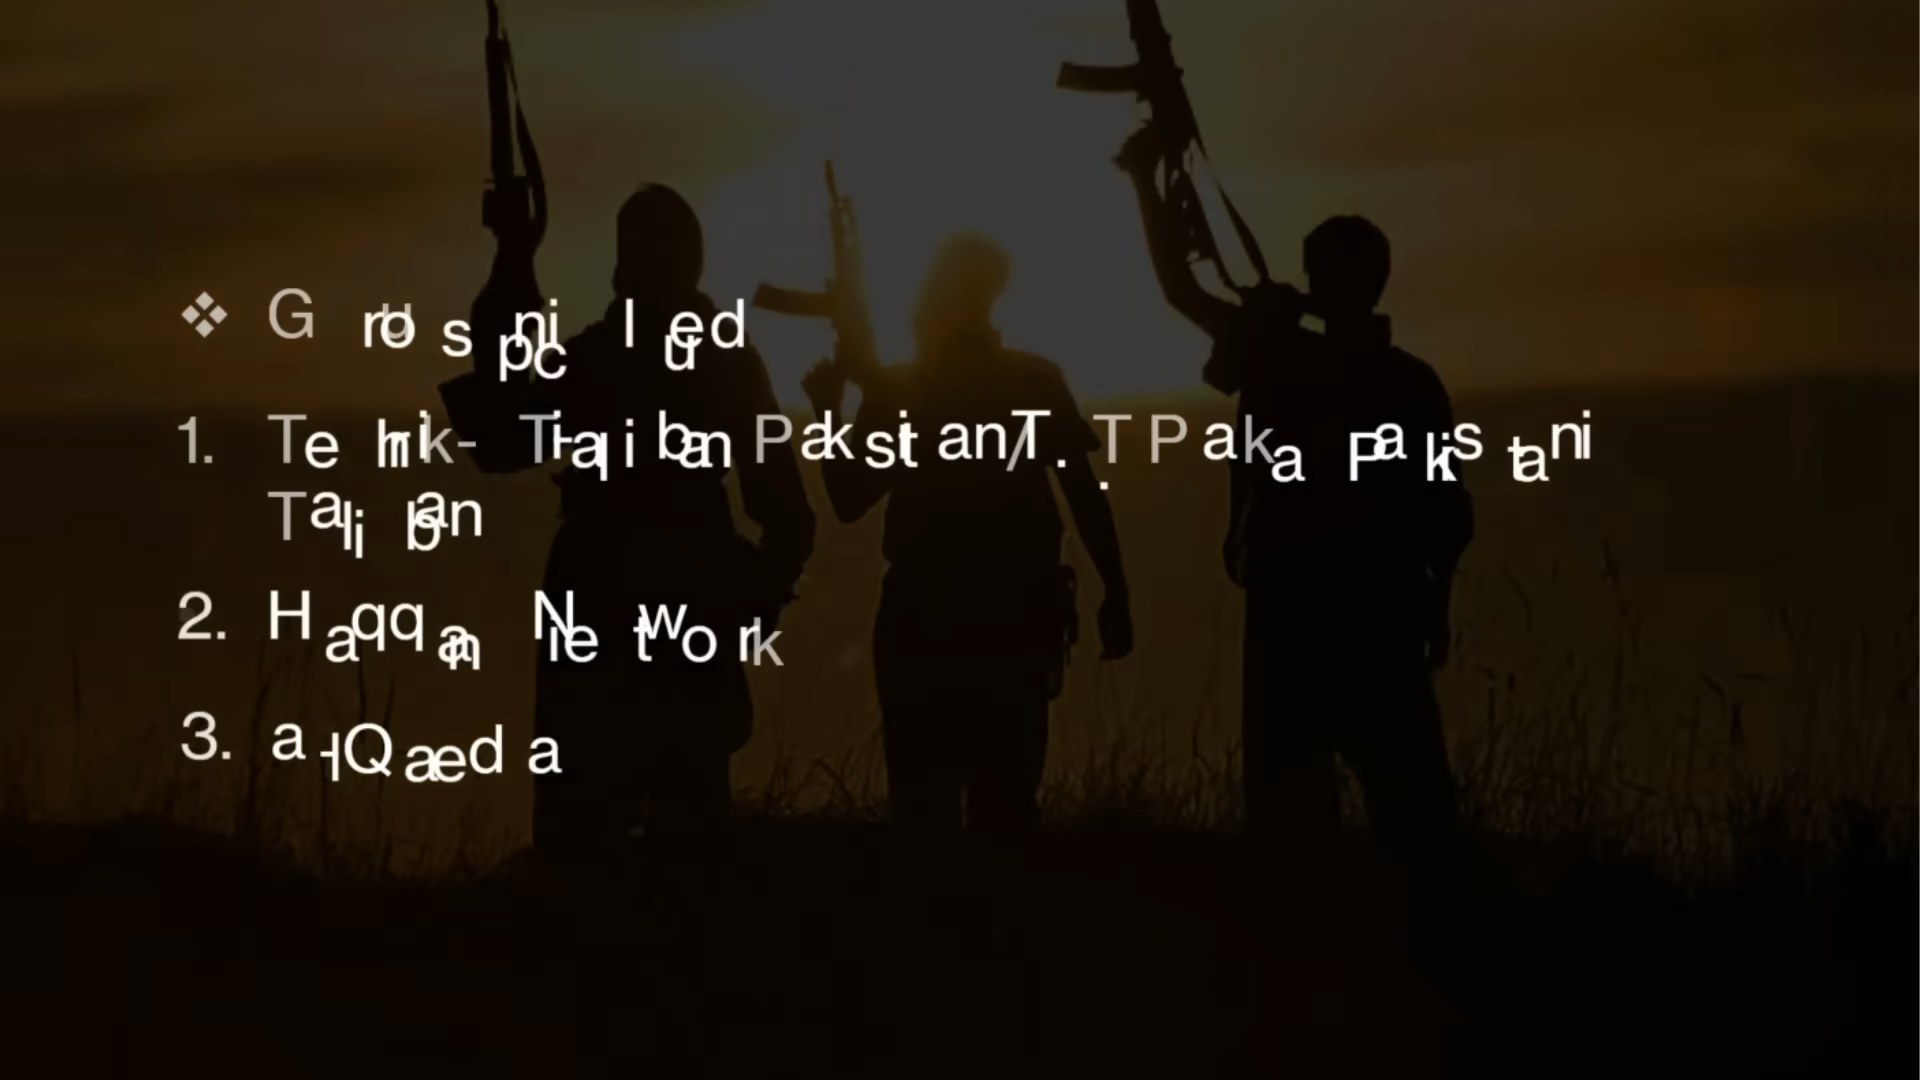 ❖ Groups included
1. Tehrik-i-Taliban Pakistan/T.T.P aka Pakistani
Taliban
2. Haqqani Network
3. al-Qaeda